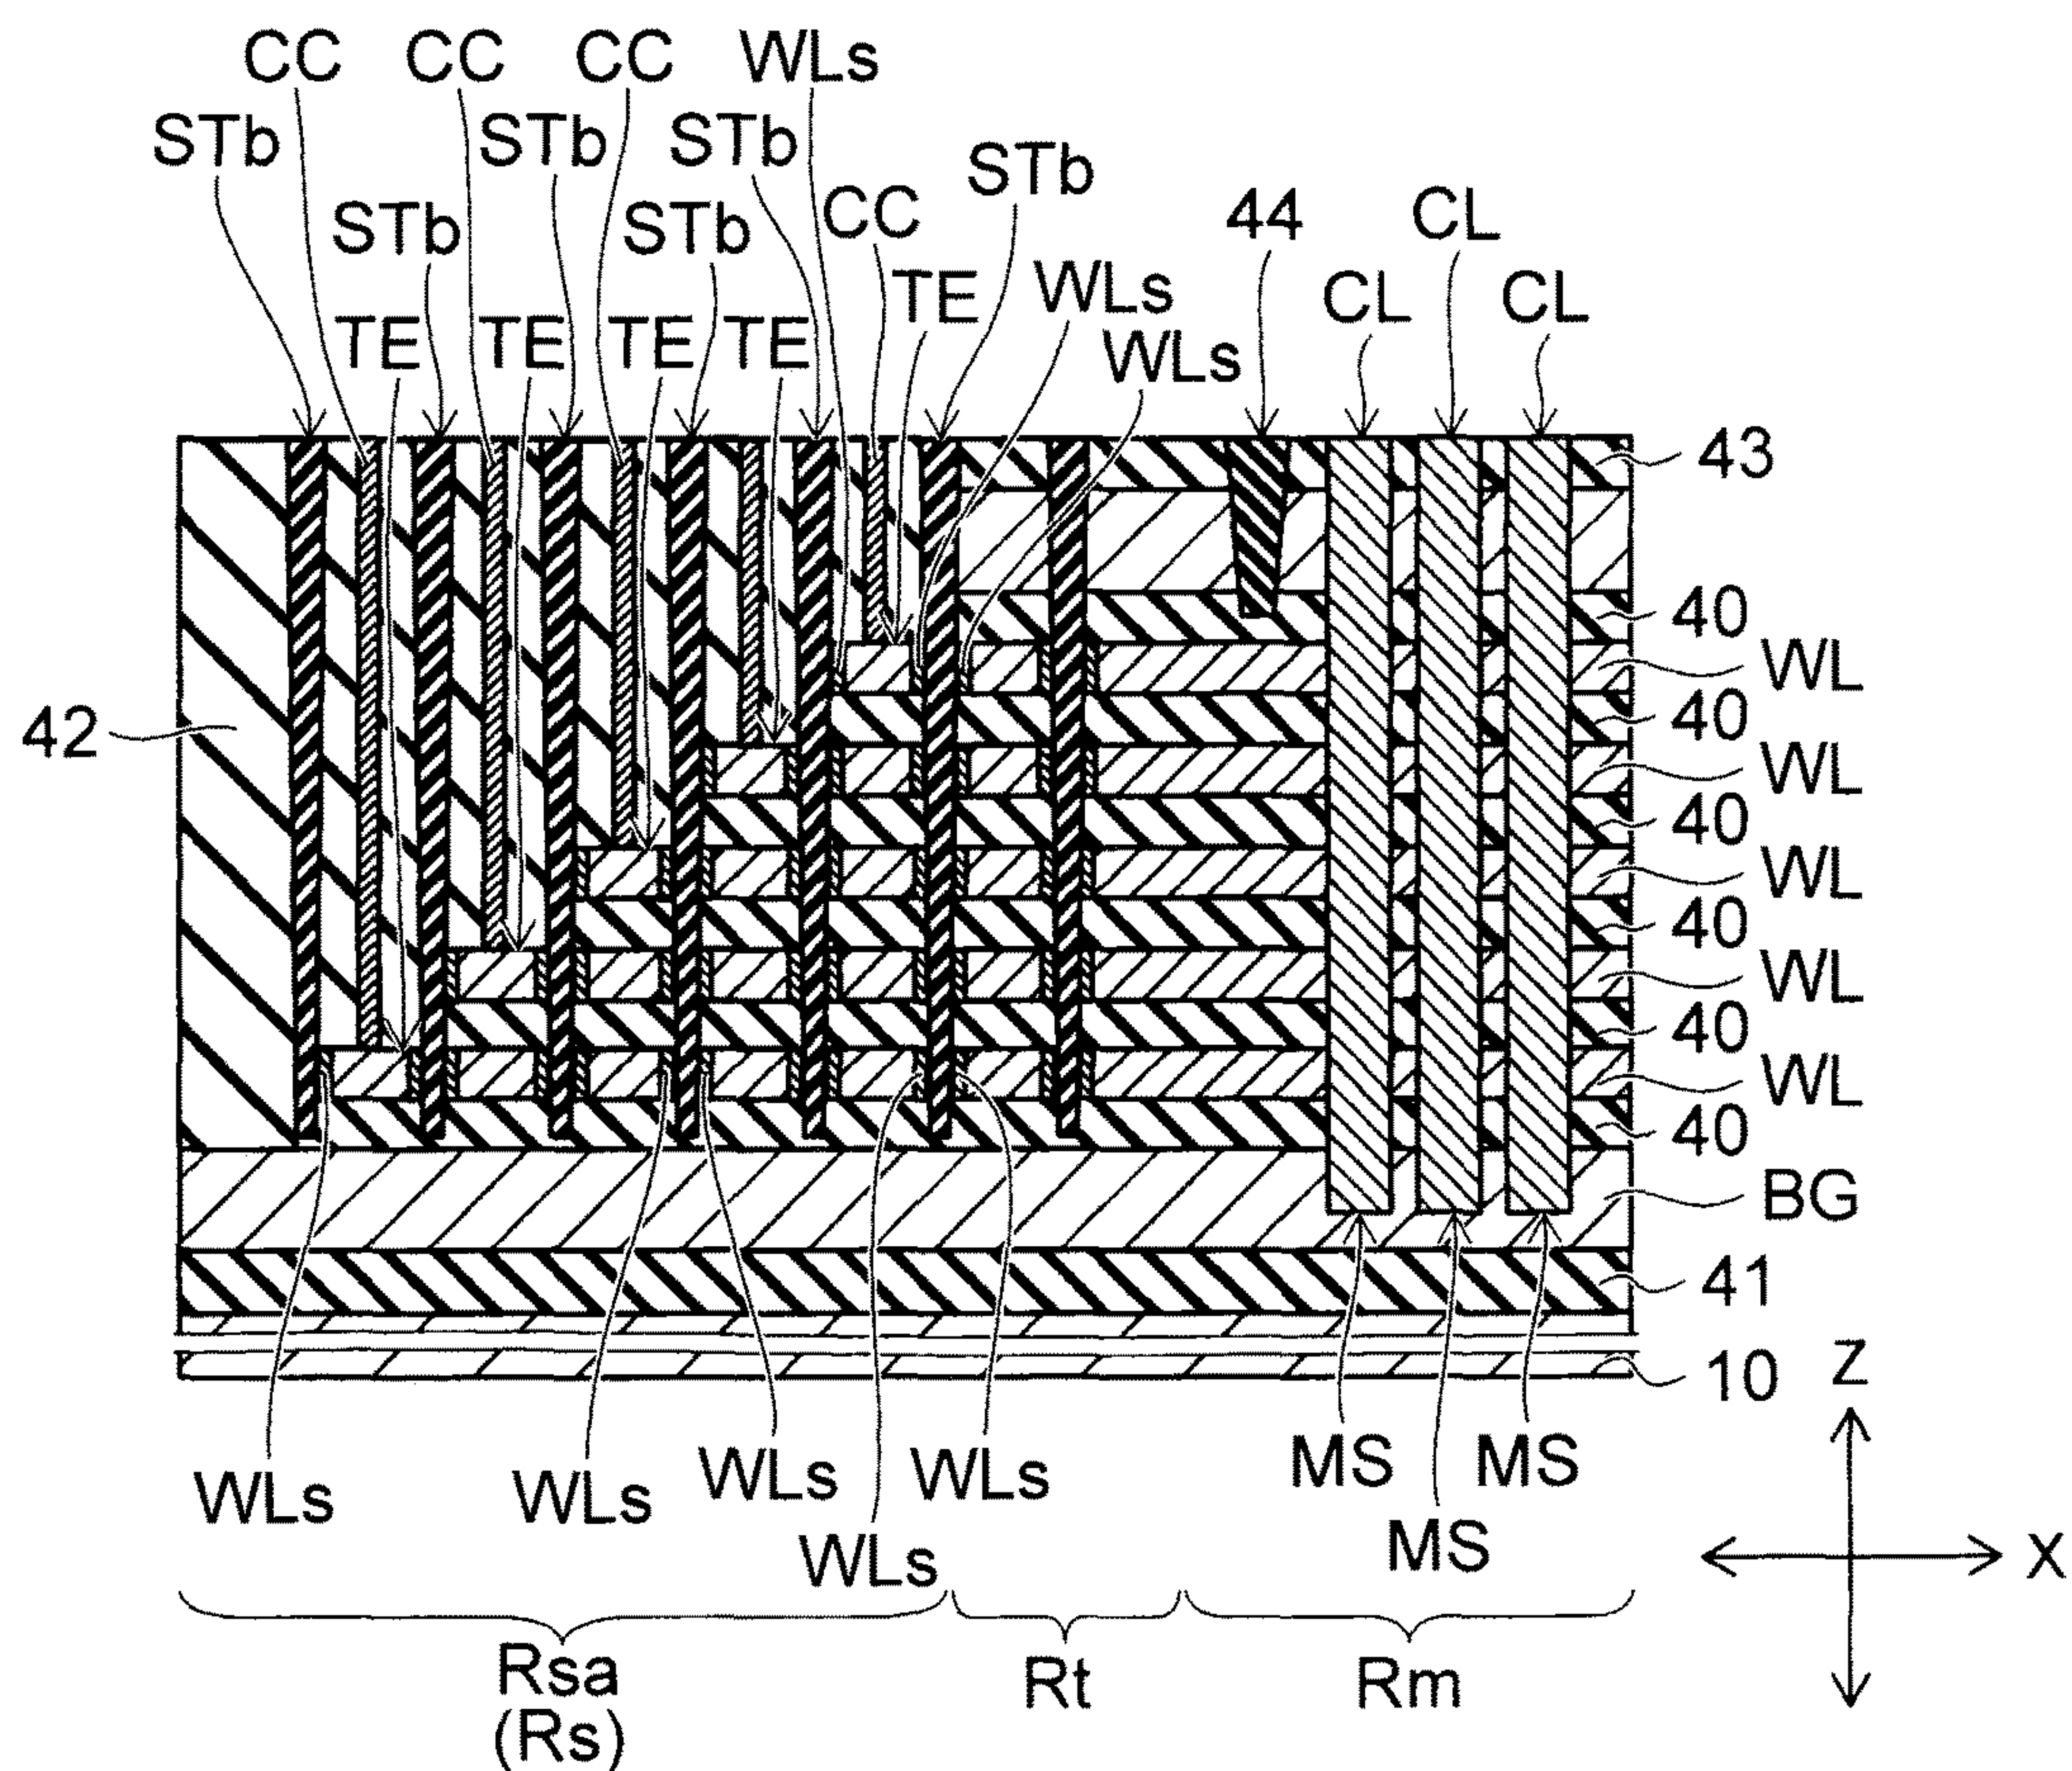 CC CC CC WLs
STb STb STb STb
STb STb CC 44 CL
TE TE TE TE TE WLs CL CL
WLs
43
40
WL
42 40
WL
40
WL
40
WL
40
WL
40
BG
41
10 Z
WLs WLs WLs WLs MS MS
WLs MS X
Rsa Rt Rm
(Rs)